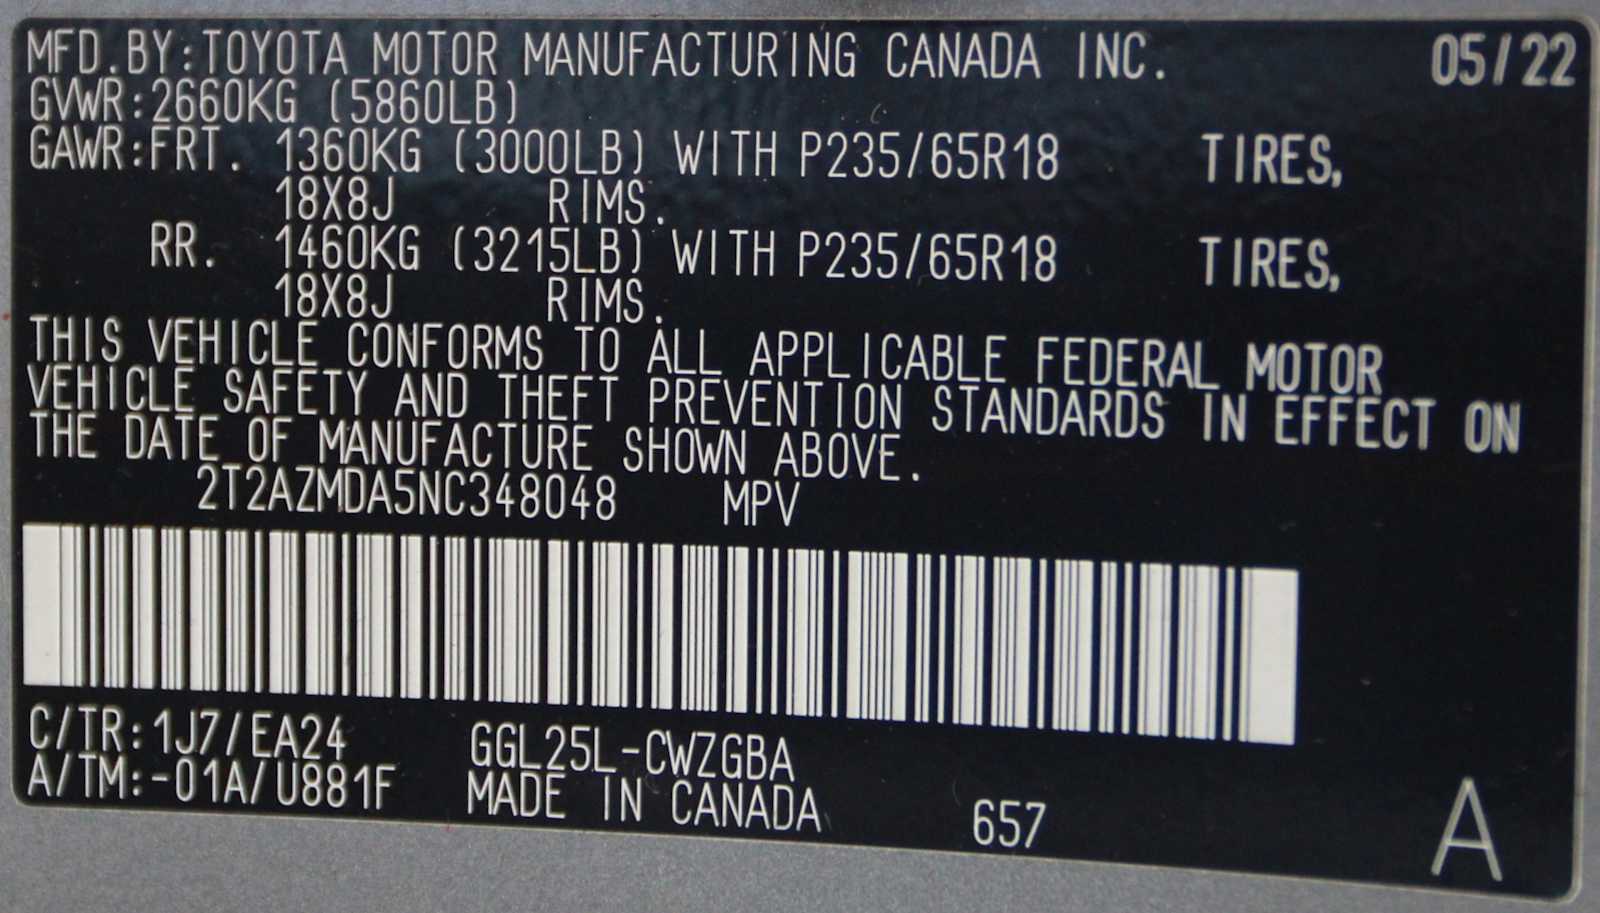 MFD.BY:TOYOTA MOTOR MANUFACTURING CANADA INC. 05/22
GVWR:2660KG (5860LB)
GAWR:FRT. 1360KG (3000LB) WITH P235/65R18 TIRES,
18X8J RIMS.
RR. 1460KG (3215LB) WITH P235/65R18 TIRES,
18X8J RIMS.
THIS VEHICLE CONFORMS TO ALL APPLICABLE FEDERAL MOTOR
VEHICLE SAFETY AND THEFT PREVENTION STANDARDS IN EFFECT ON
THE DATE OF MANUFACTURE SHOWN ABOVE.
2T2AZMDA5NC348048 MPV
C/TR:1J7/EA24 GGL25L-CWZGBA
A/TM:-01A/U881F MADE IN CANADA 657 A